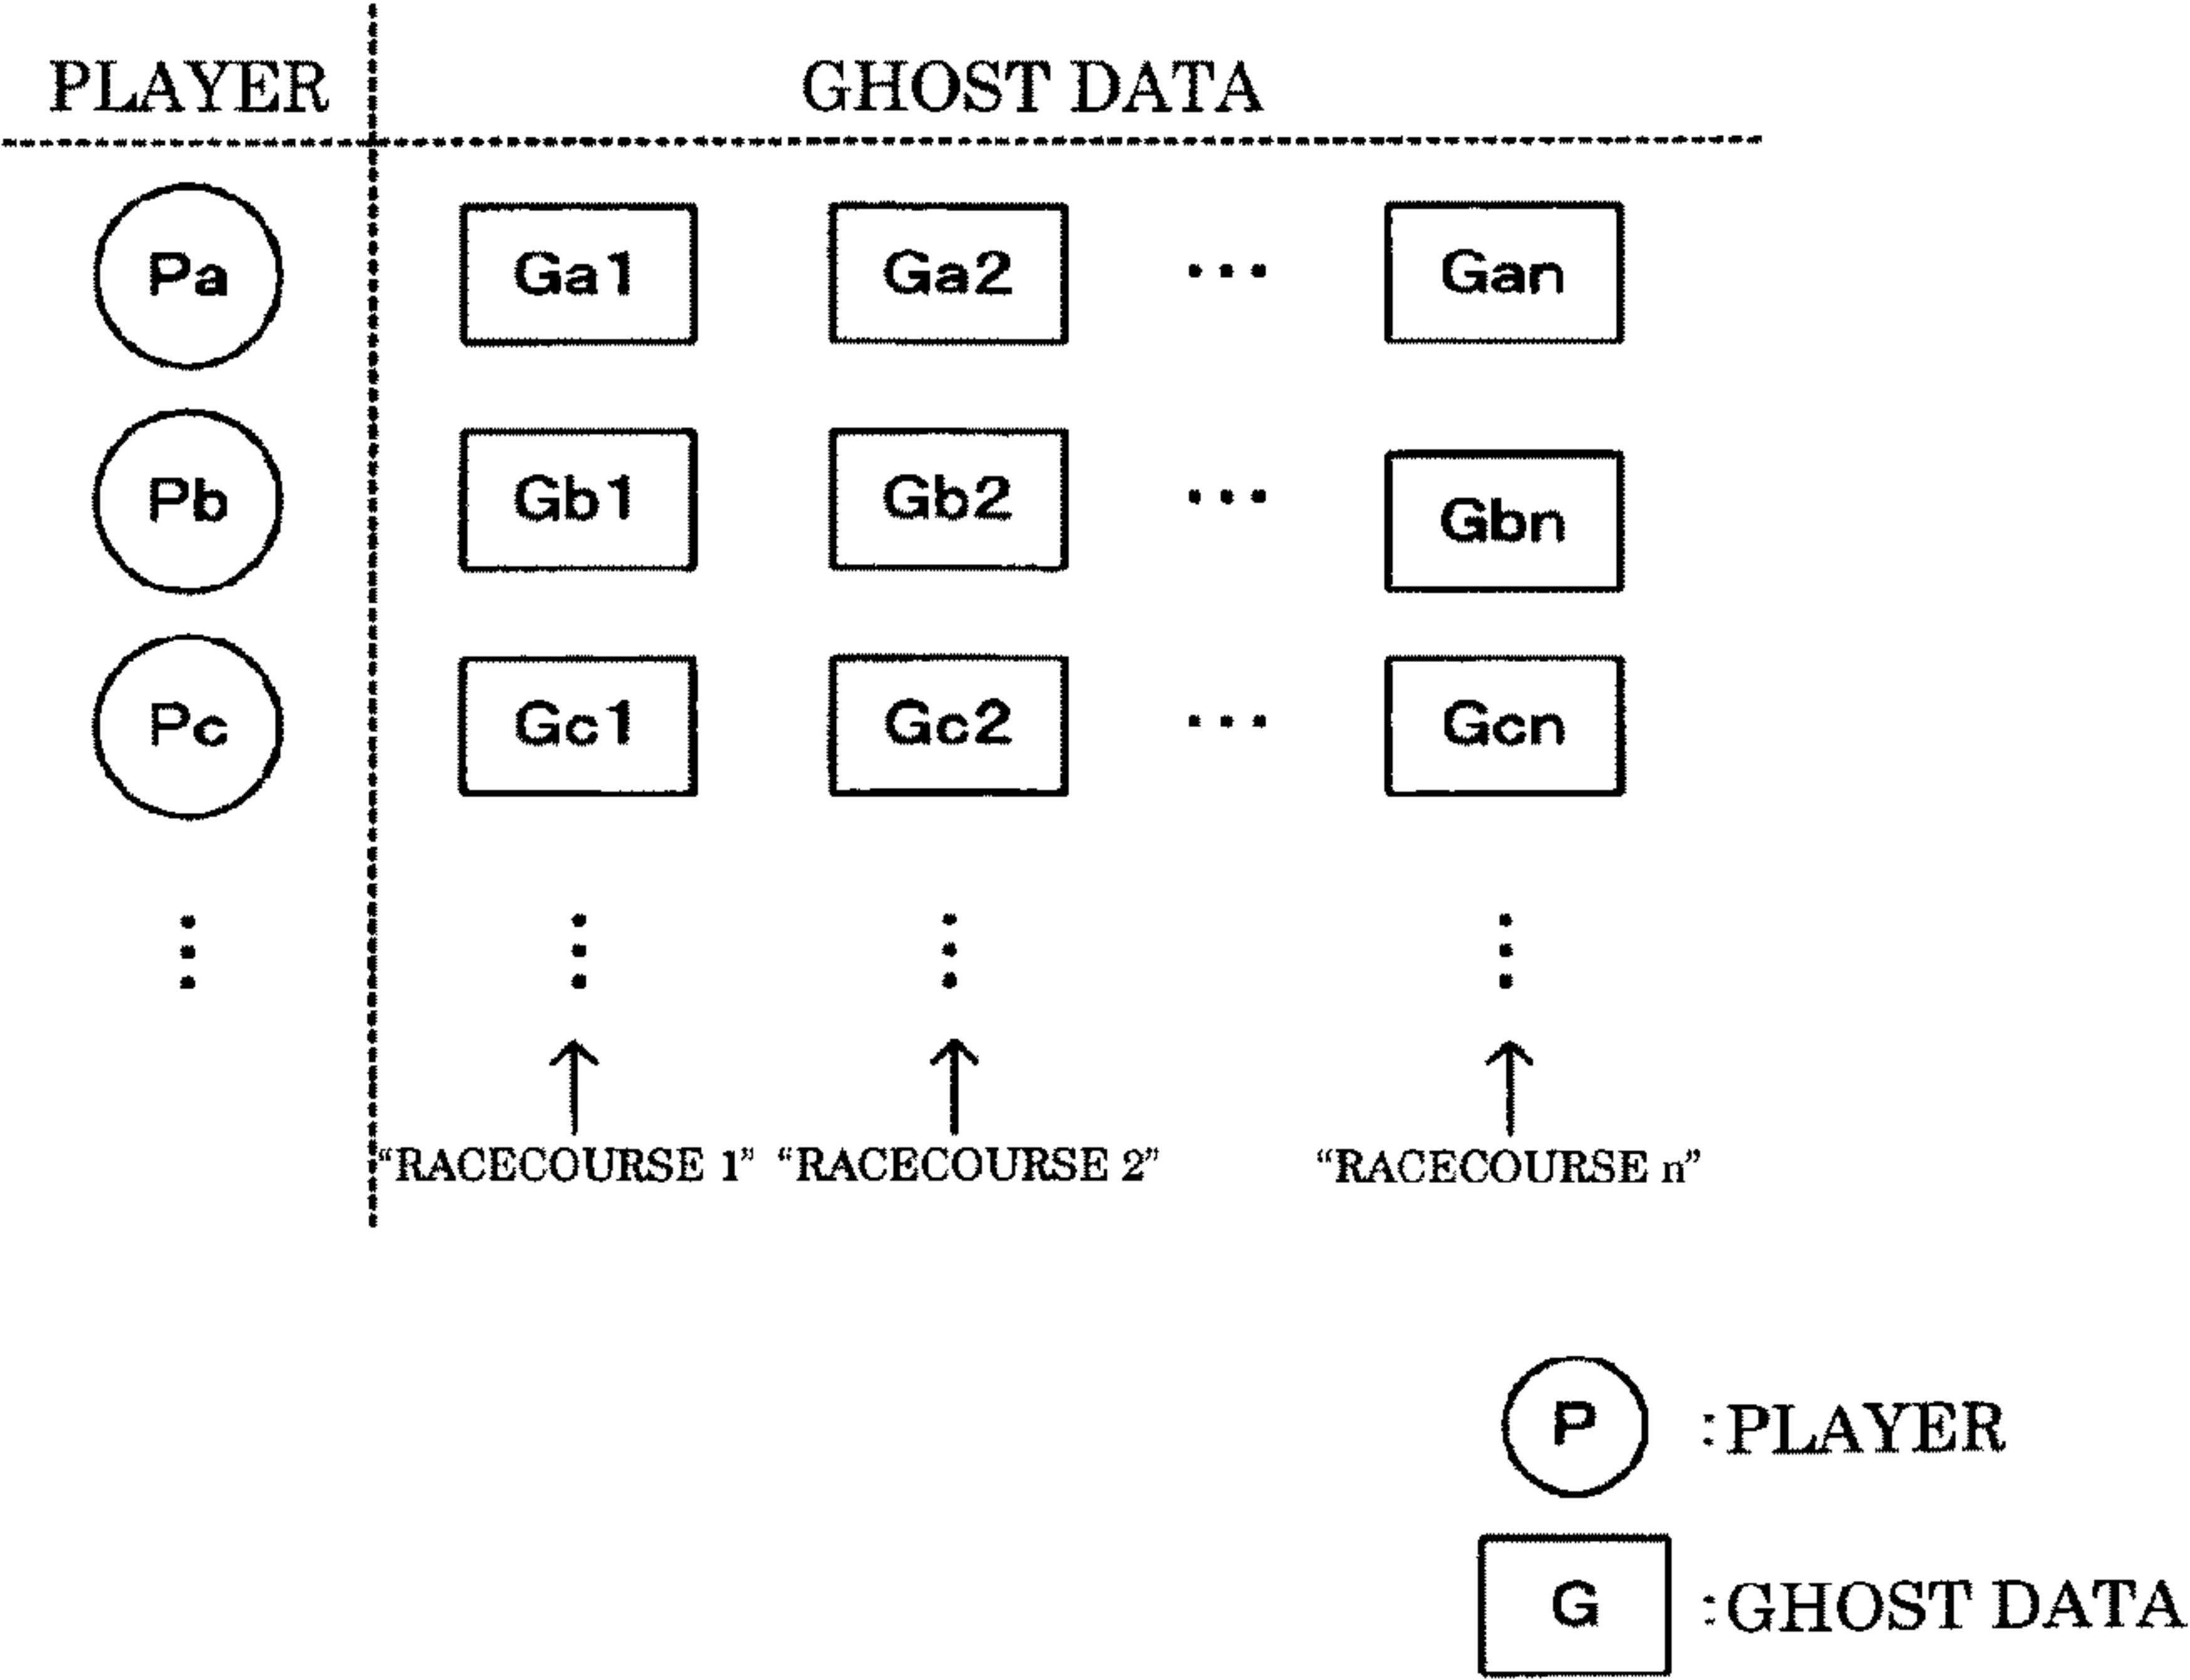 PLAYER GHOST DATA
Pa Ga1 Ga2 ... Gan
Pb Gb1 Gb2 ... Gbn
Pc Gc1 Gc2 ... Gcn
“RACECOURSE 1” “RACECOURSE 2” “RACECOURSE n”
P :PLAYER
G :GHOST DATA